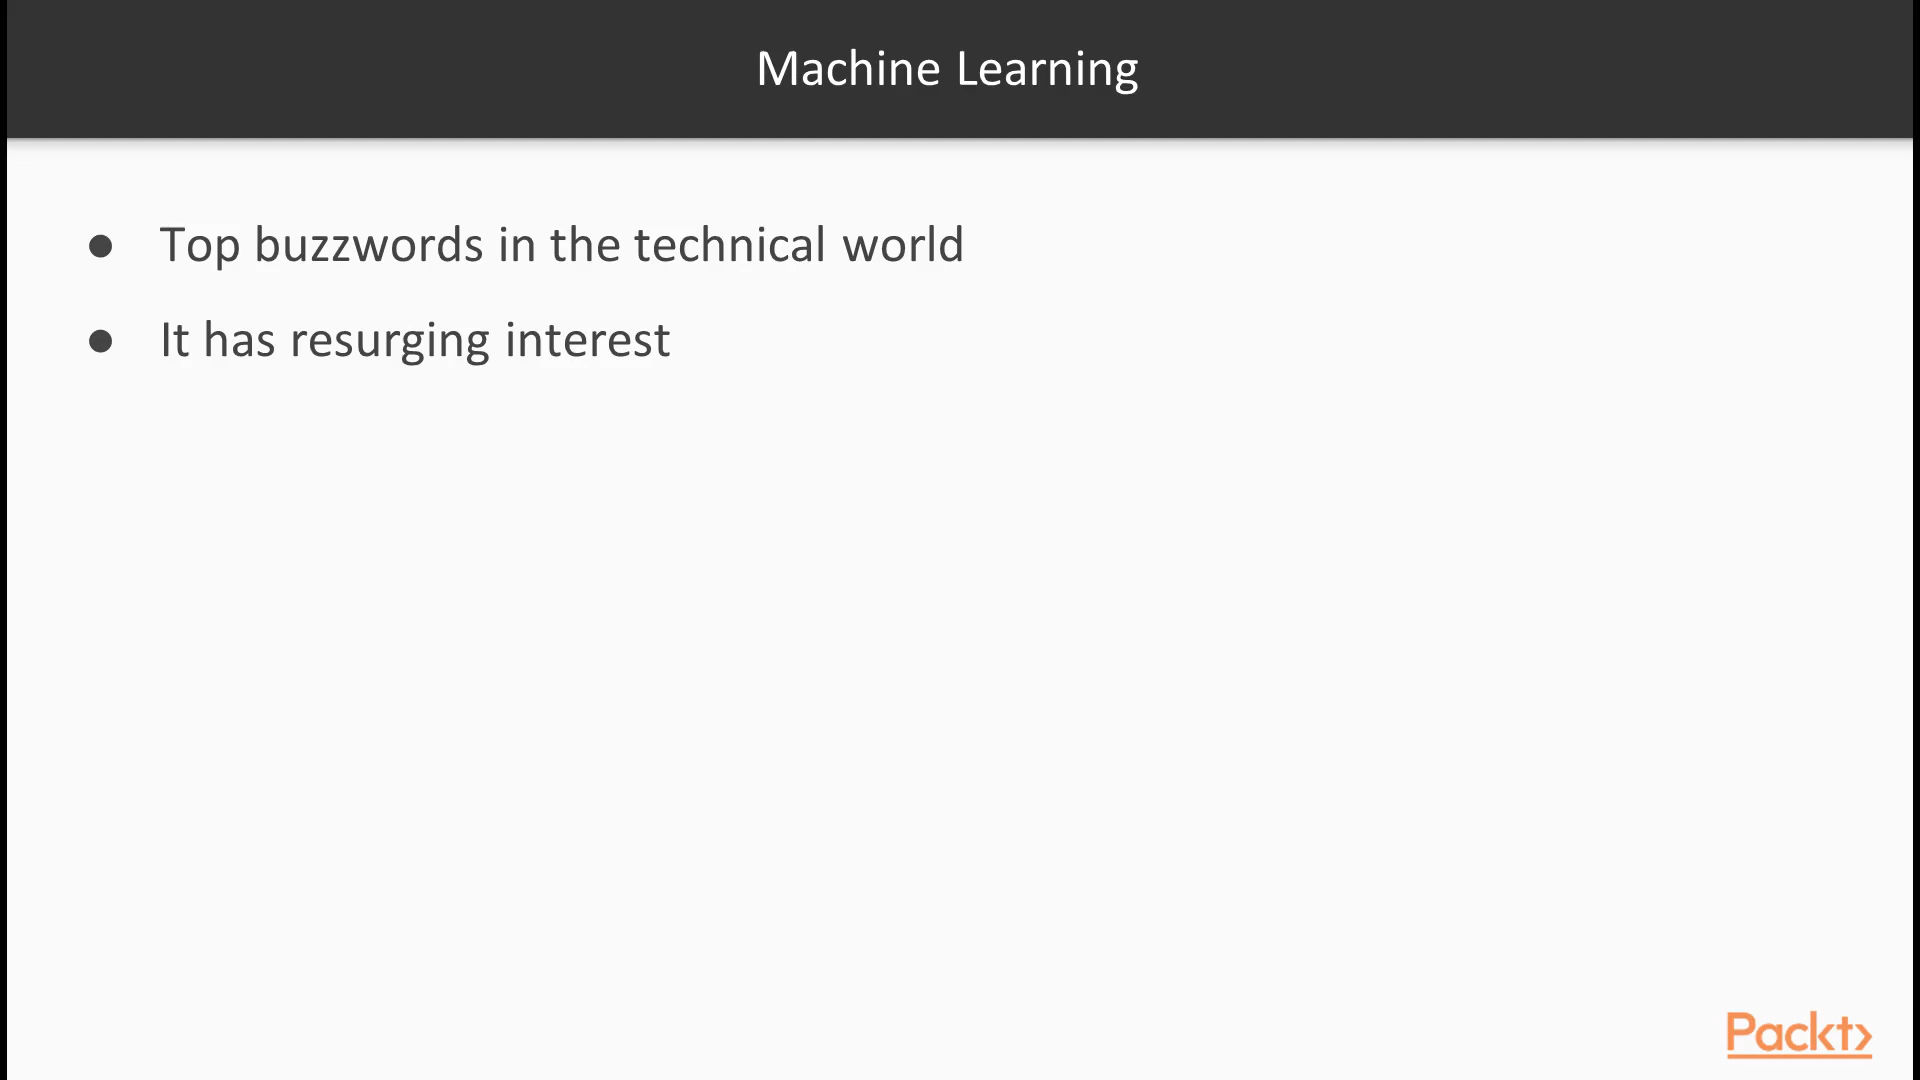 Machine Learning
● Top buzzwords in the technical world
● It has resurging interest
Packt>